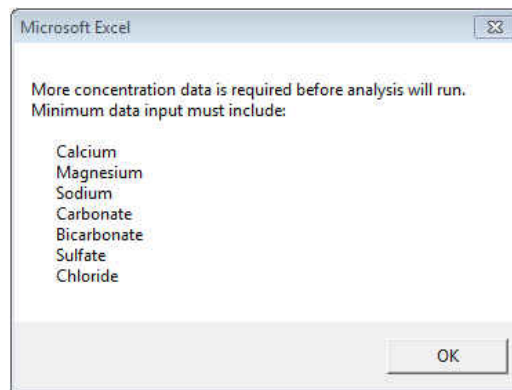 Microsoft Excel
More concentration data is required before analysis will run.
Minimum data input must include:
Calcium
Magnesium
Sodium
Carbonate
Bicarbonate
Sulfate
Chloride
OK